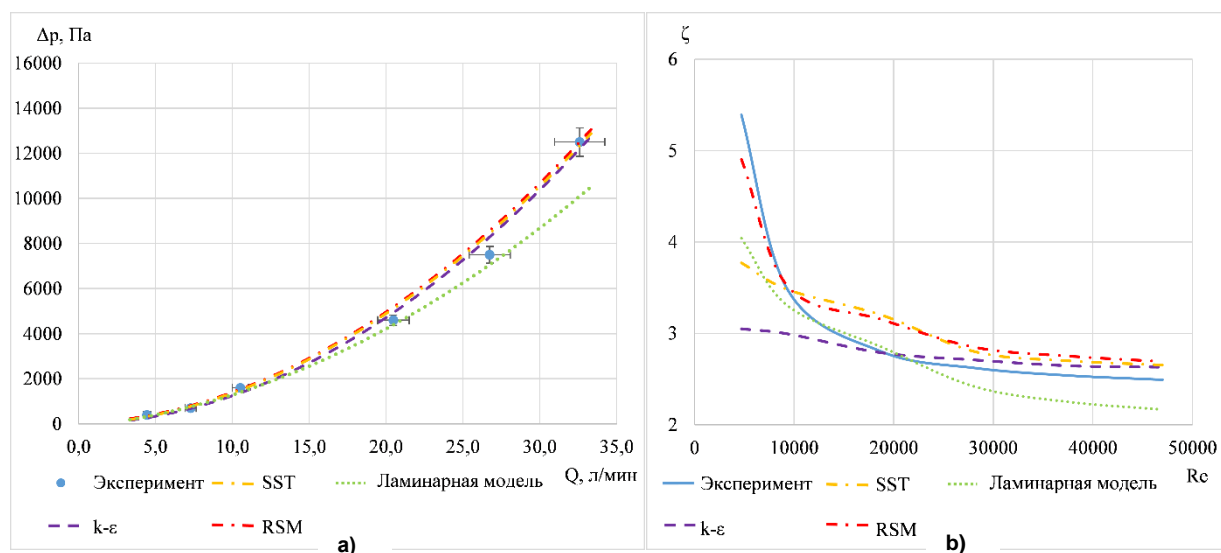 Δp, Па
16000
14000
12000
10000
8000
6000
4000
2000
0
0,0 5,0 10,0 15,0 20,0 25,0 30,0 35,0
Q, л/мин
Эксперимент SST Ламинарная модель
k-ε RSM
a)
ζ
6
5
4
3
2
0 10000 20000 30000 40000 50000
Re
Эксперимент SST Ламинарная модель
k-ε RSM
b)